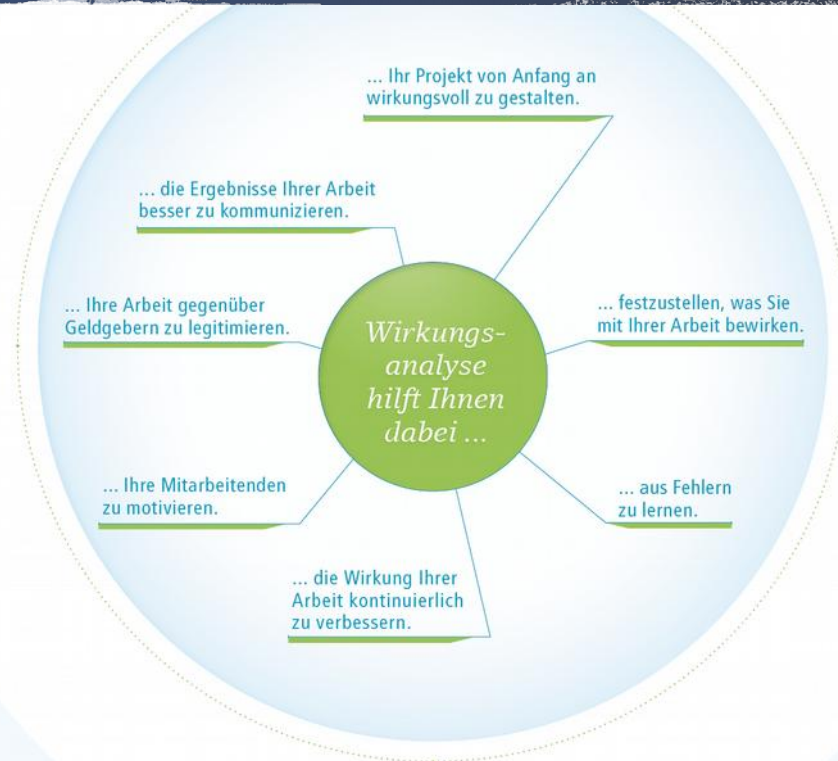 ... Ihr Projekt von Anfang an
wirkungsvoll zu gestalten.
... die Ergebnisse Ihrer Arbeit
besser zu kommunizieren.
... Ihre Arbeit gegenüber
Geldgebern zu legitimieren.
... festzustellen, was Sie
mit Ihrer Arbeit bewirken.
Wirkungs-
analyse
hilft Ihnen
dabei ...
... Ihre Mitarbeitenden
zu motivieren.
... aus Fehlern
zu lernen.
... die Wirkung Ihrer
Arbeit kontinuierlich
zu verbessern.